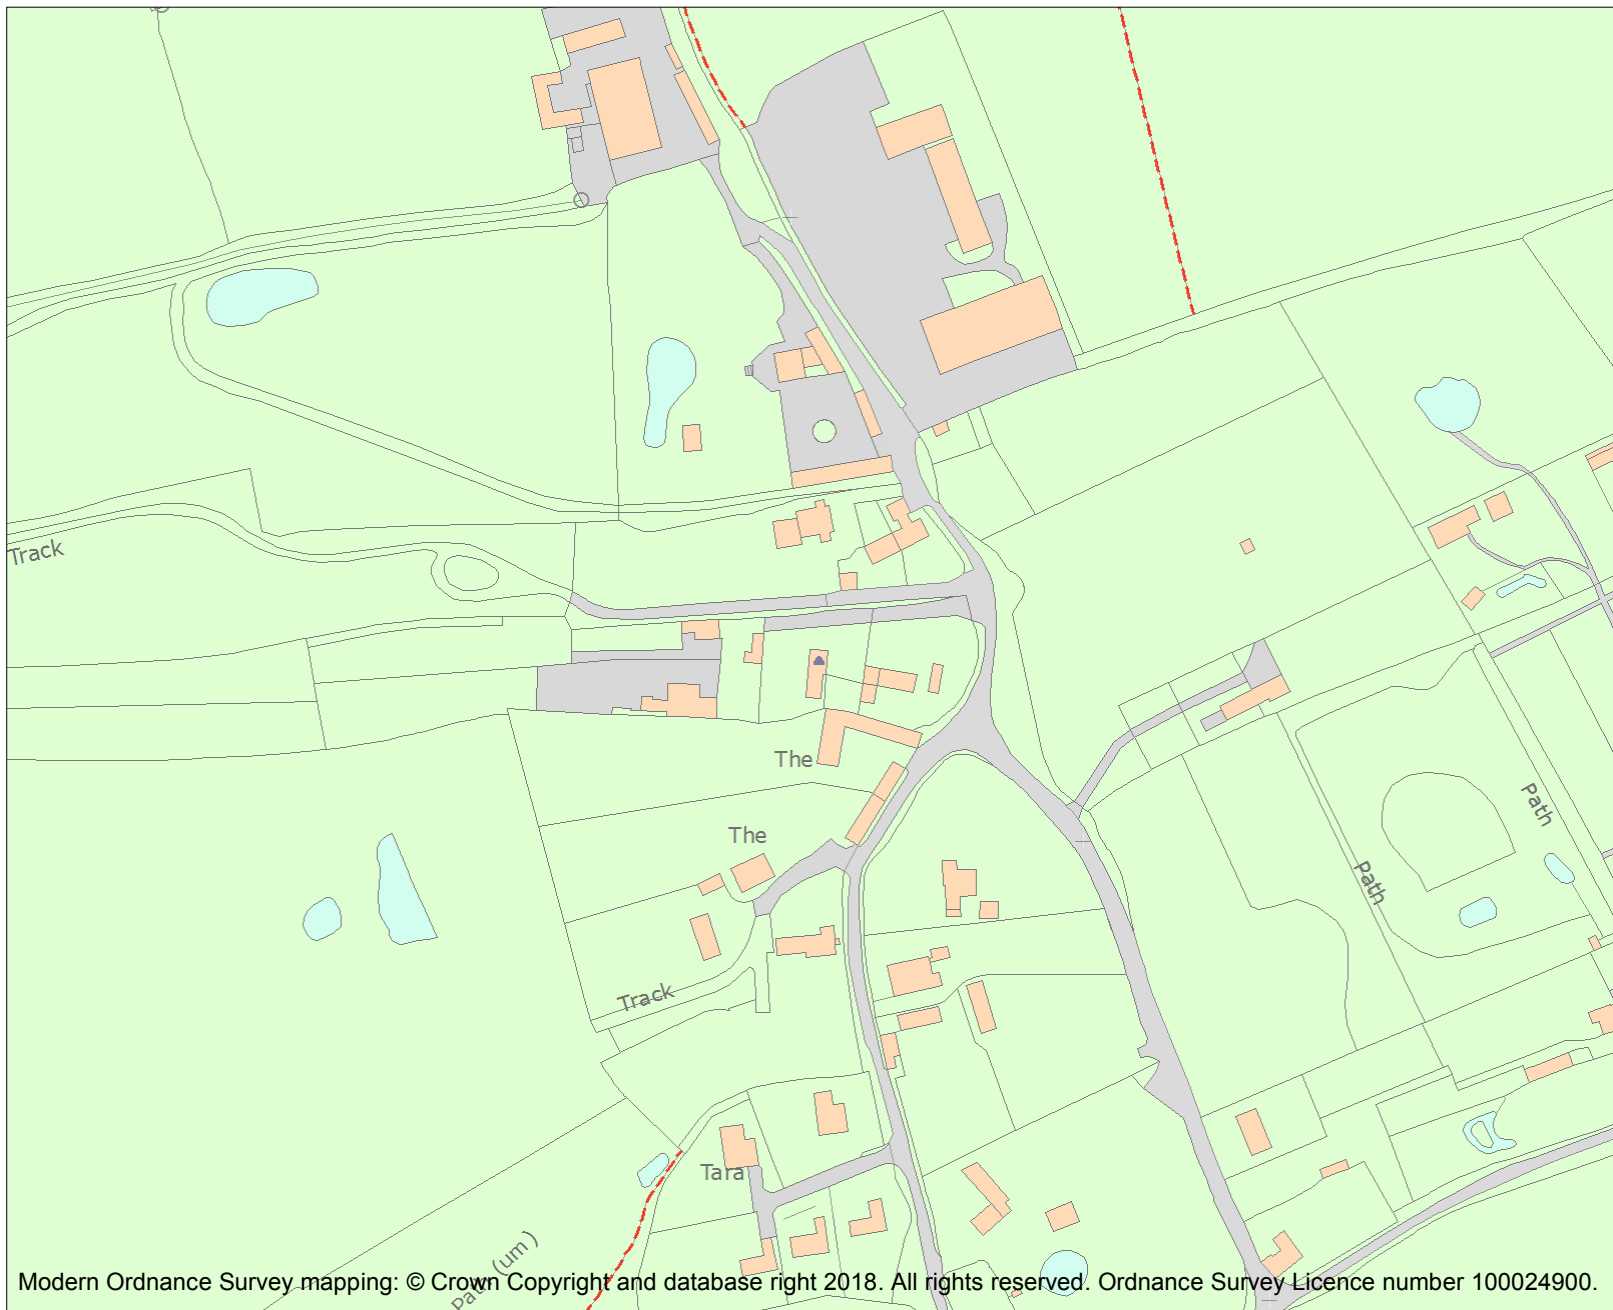 Track
The
The
Path
Path
Track
Tara
Path (um)
Modern Ordnance Survey mapping: © Crown Copyright and database right 2018. All rights reserved. Ordnance Survey Licence number 100024900.